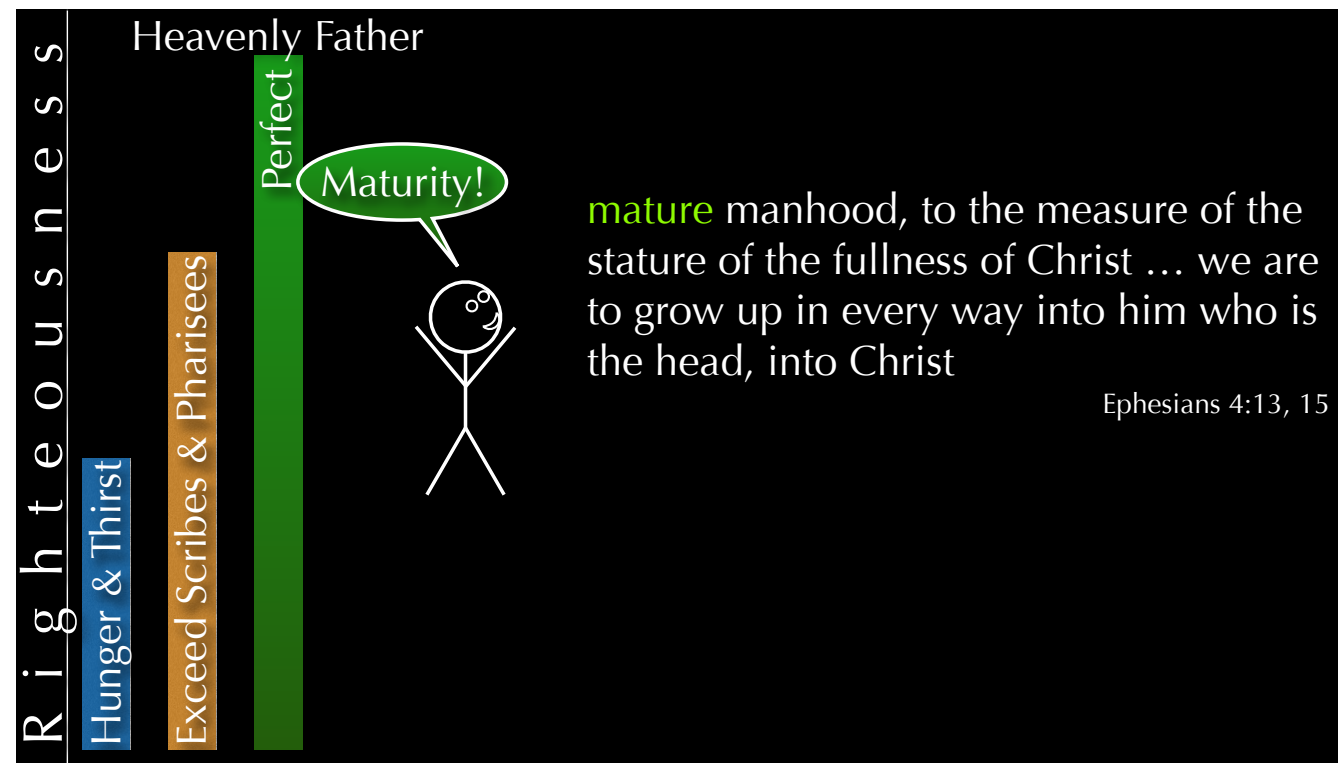 Righteousness
Heavenly Father
Hunger & Thirst
Exceed Scribes & Pharisees
Perfect
Maturity!
mature manhood, to the measure of the
stature of the fullness of Christ … we are
to grow up in every way into him who is
the head, into Christ
Ephesians 4:13, 15